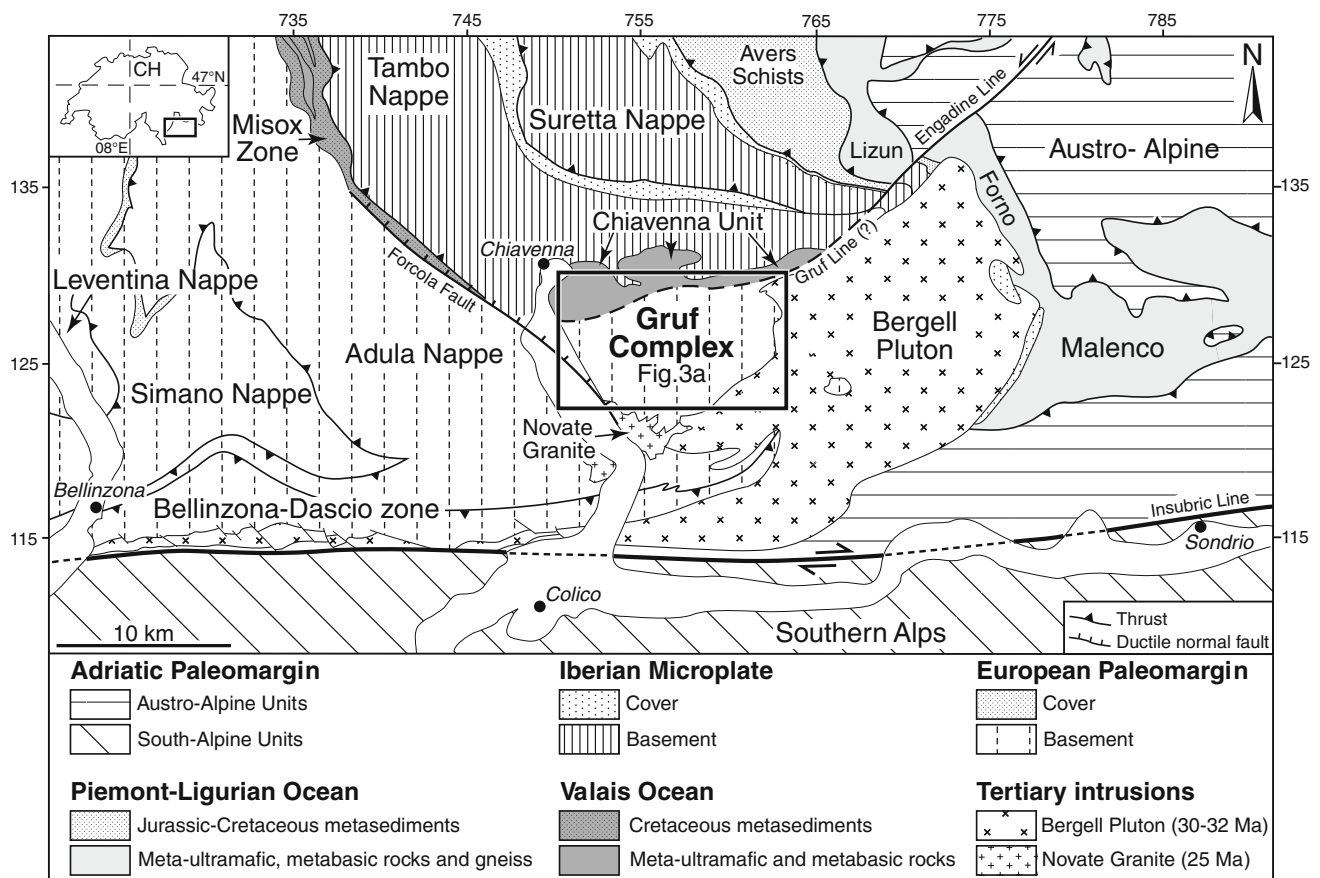 735 745 755 765 775 785
CH
47°N
08°E
N
Tambo
Nappe
Avers
Schists
Misox
Zone
Suretta Nappe
Engadine Line
Lizun
Austro- Alpine
135
135
Forno
Chiavenna Unit
Chiavenna
Gruf Line (?)
Forcola Fault
Leventina Nappe
Gruf
Complex
Fig.3a
Bergell
Pluton
Malenco
Adula Nappe
125
125
Simano Nappe
Novate
Granite
Bellinzona
Bellinzona-Dascio zone
Insubric Line
Sondrio
115
115
Colico
10 km
Southern Alps
Thrust
Ductile normal fault
Adriatic Paleomargin
Austro-Alpine Units
South-Alpine Units
Iberian Microplate
Cover
Basement
European Paleomargin
Cover
Basement
Piemont-Ligurian Ocean
Jurassic-Cretaceous metasediments
Meta-ultramafic, metabasic rocks and gneiss
Valais Ocean
Cretaceous metasediments
Meta-ultramafic and metabasic rocks
Tertiary intrusions
Bergell Pluton (30-32 Ma)
Novate Granite (25 Ma)